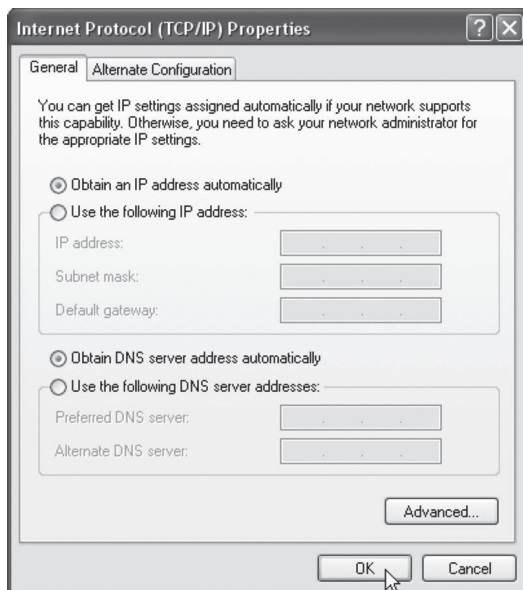 Internet Protocol (TCP/IP) Properties
General
Alternate Configuration
You can get IP settings assigned automatically if your network supports
this capability. Otherwise, you need to ask your network administrator for
the appropriate IP settings.
Obtain an IP address automatically
Use the following IP address:
IP address:
Subnet mask:
Default gateway:
Obtain DNS server address automatically
Use the following DNS server addresses:
Preferred DNS server:
Alternate DNS server:
Advanced...
OK
Cancel